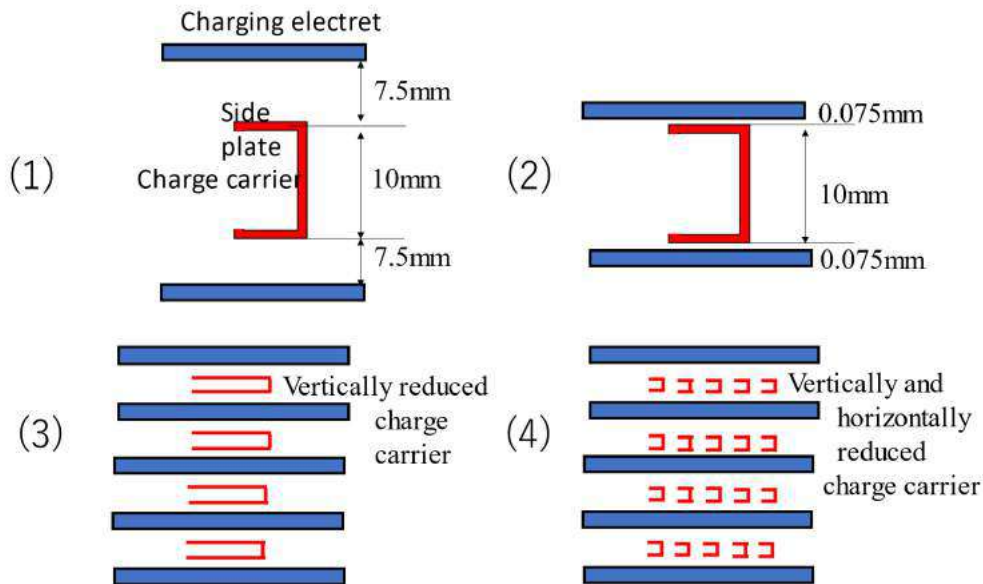 Charging electret
7.5mm
Side
plate
Charge carrier
10mm
7.5mm
(1)
0.075mm
10mm
0.075mm
(2)
Vertically reduced
charge
carrier
(3)
Vertically and
horizontally
reduced
charge carrier
(4)